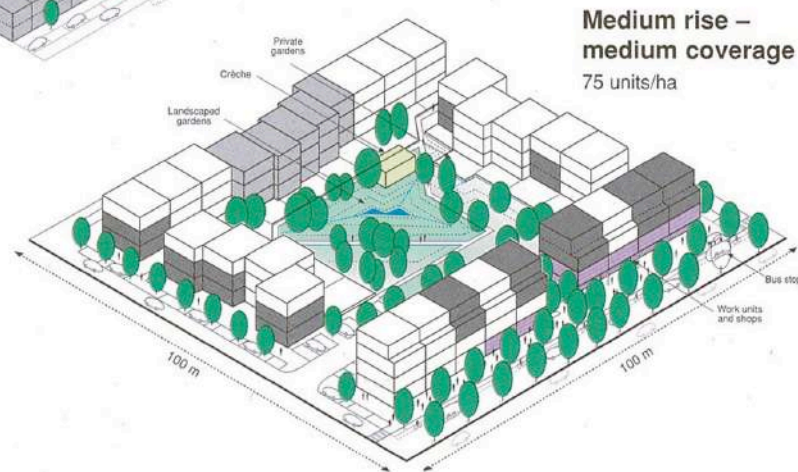 Medium rise –
medium coverage
75 units/ha
Private
gardens
Crèche
Landscaped
gardens
Bus stop
Work units
and shops
100 m
100 m